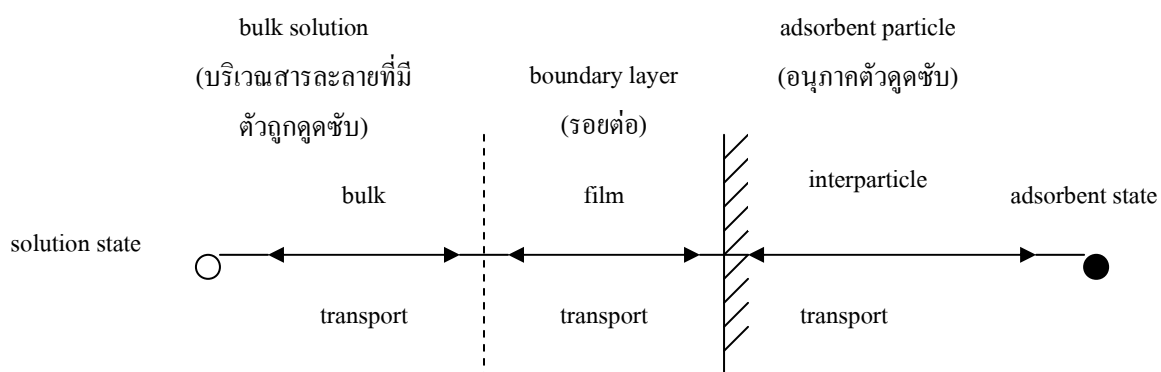 bulk solution
(บริเวณสารละลายที่มี
ตัวถูกดูดซับ)
boundary layer
(รอยต่อ)
adsorbent particle
(อนุภาคตัวดูดซับ)
bulk
film
interparticle
adsorbent state
solution state
transport
transport
transport